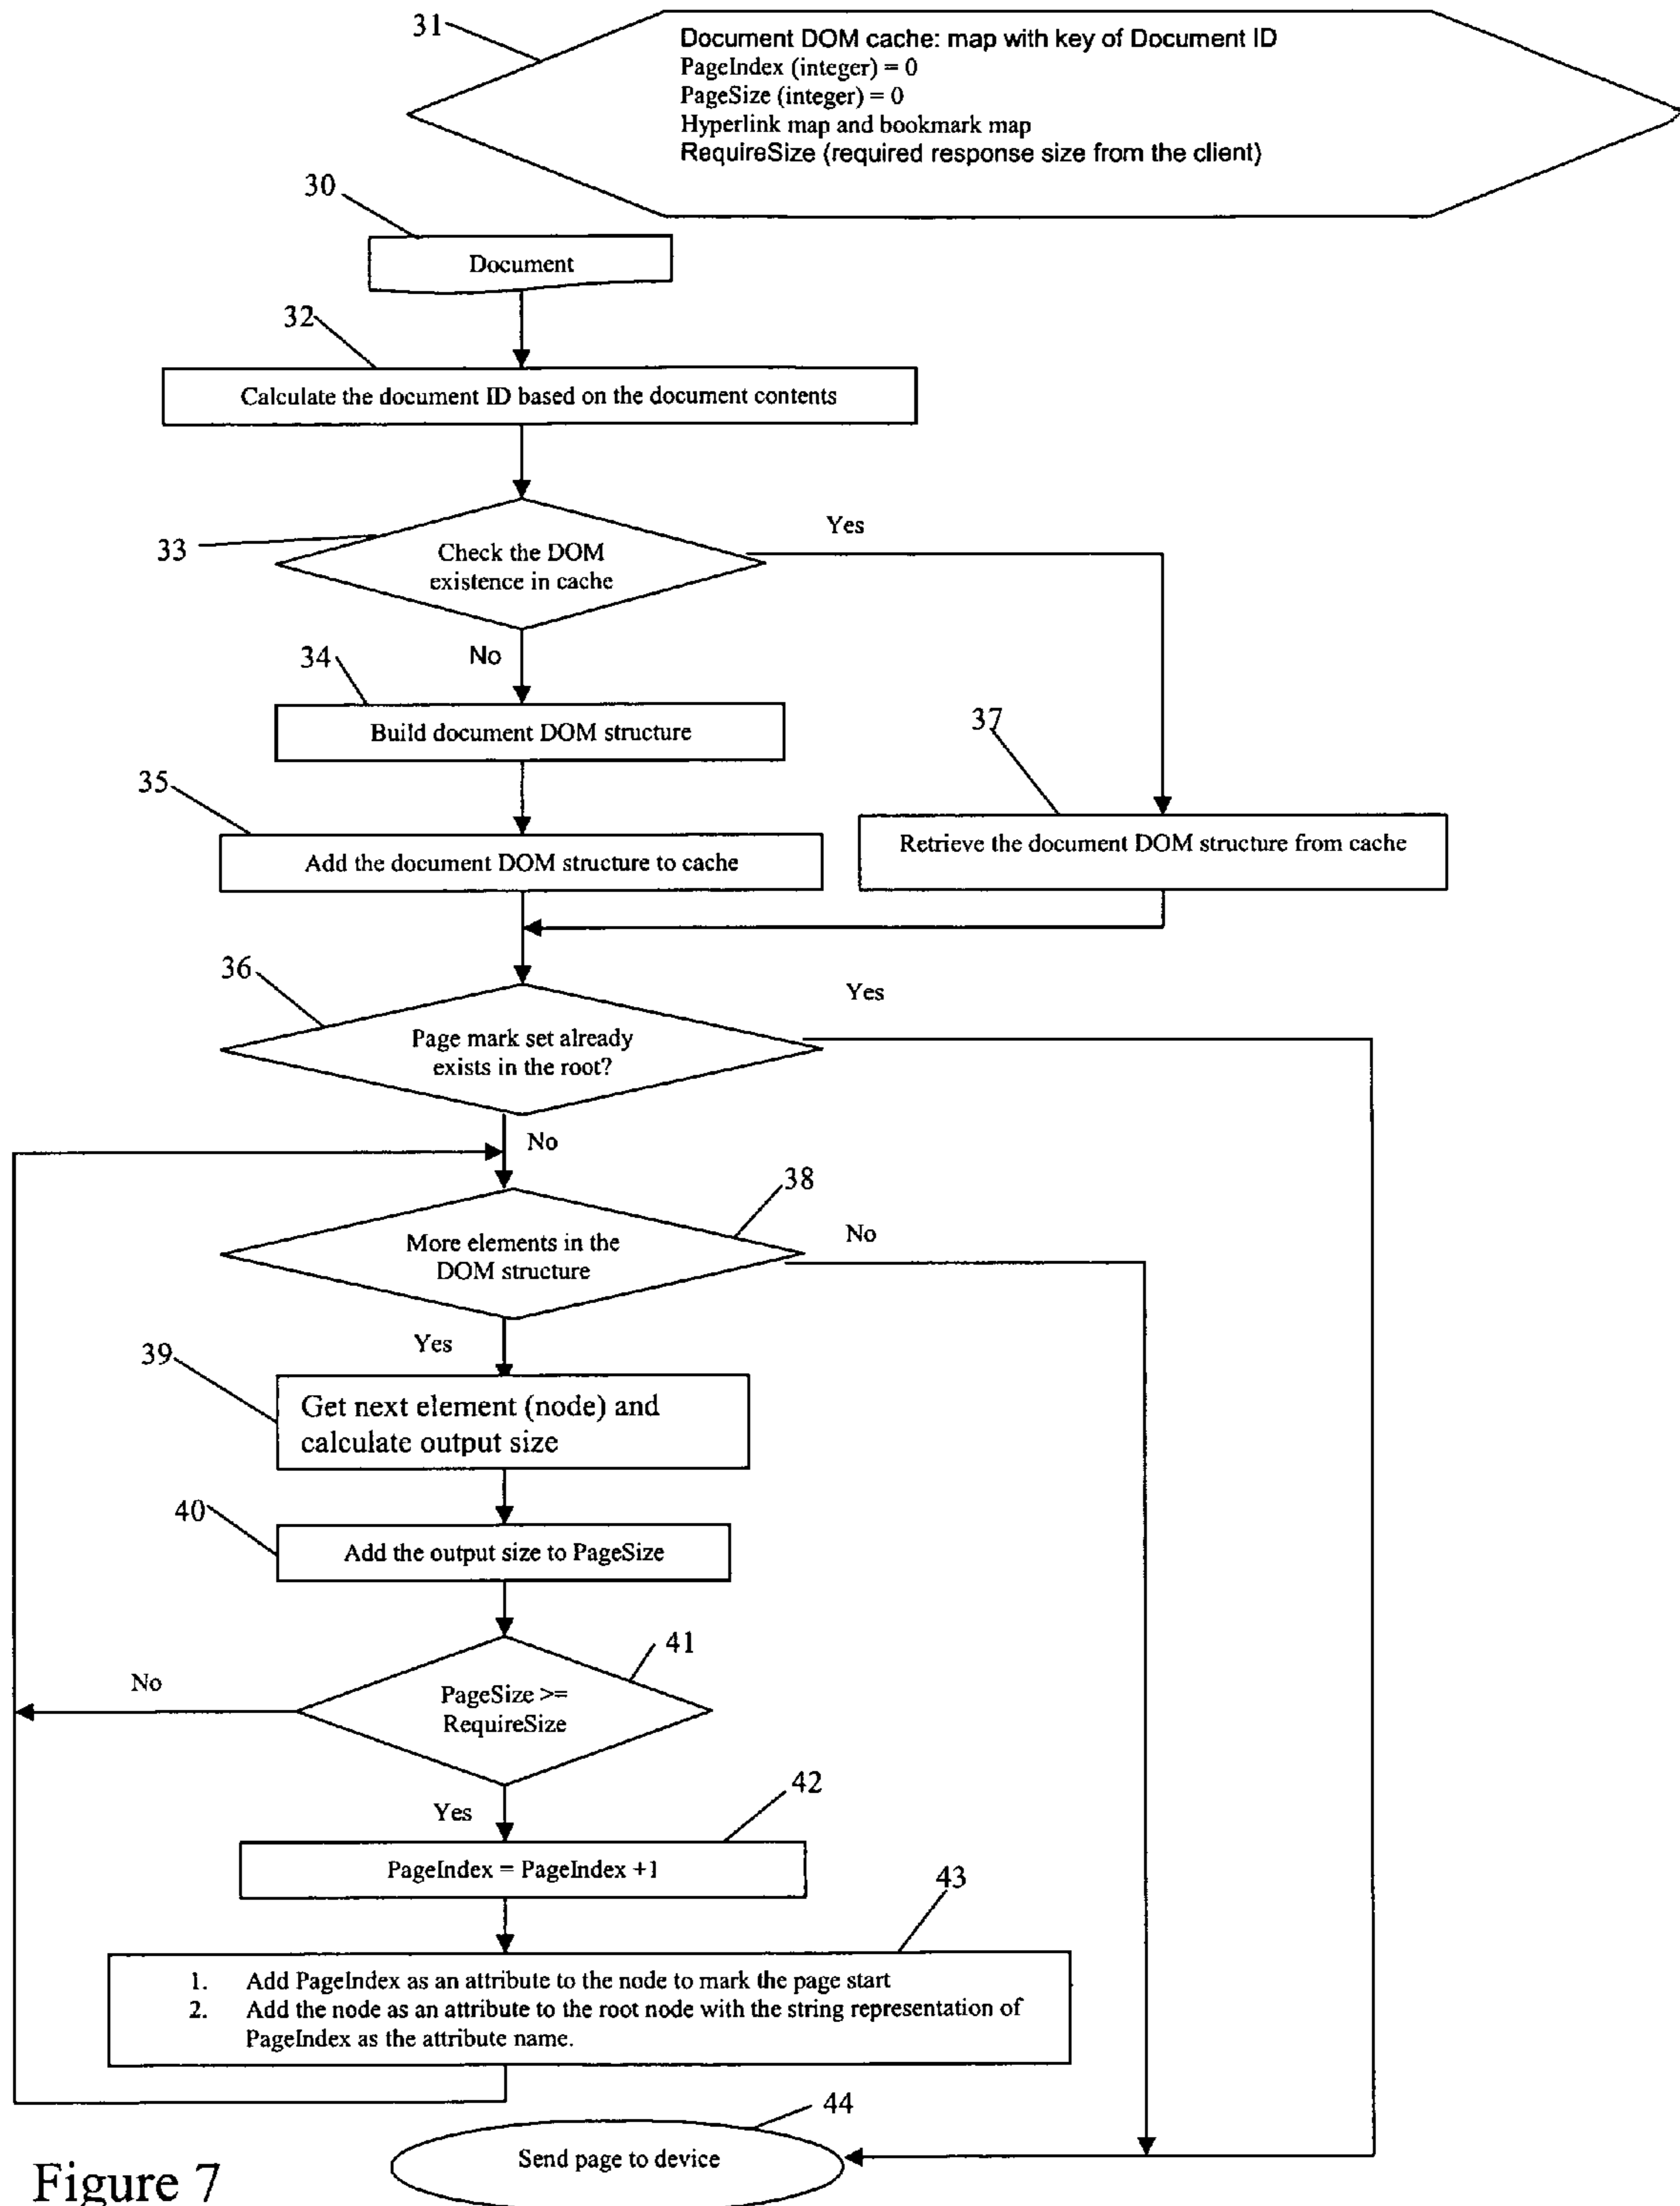 31
Document DOM cache: map with key of Document ID
PageIndex (integer) = 0
PageSize (integer) = 0
Hyperlink map and bookmark map
RequireSize (required response size from the client)
30
Document
32
Calculate the document ID based on the document contents
33
Check the DOM
existence in cache
Yes
No
34
Build document DOM structure
37
35
Add the document DOM structure to cache
Retrieve the document DOM structure from cache
36
Page mark set already
exists in the root?
Yes
No
38
More elements in the
DOM structure
No
Yes
39
Get next element (node) and
calculate output size
40
Add the output size to PageSize
41
PageSize >=
RequireSize
No
Yes
42
PageIndex = PageIndex +1
43
1. Add PageIndex as an attribute to the node to mark the page start
2. Add the node as an attribute to the root node with the string representation of
PageIndex as the attribute name.
44
Send page to device
Figure 7